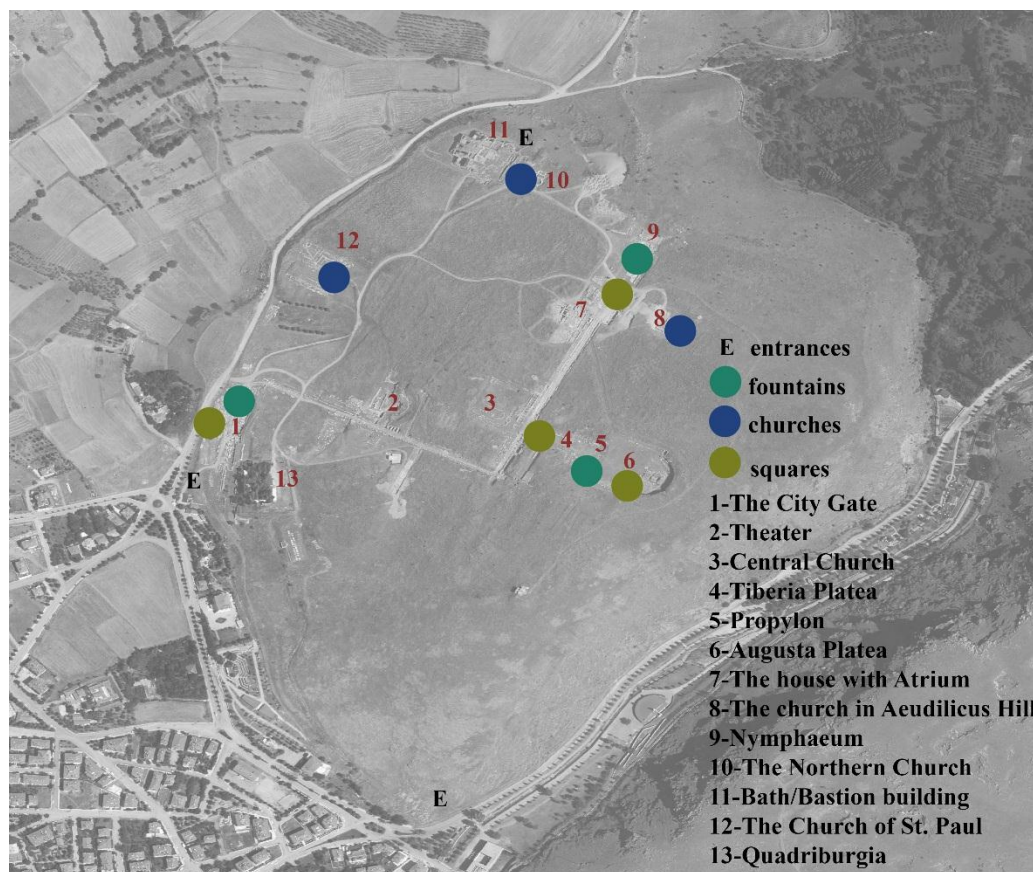 11
E
10
12
9
7
8
E entrances
fountains
2
3
churches
1
4
5
6
squares
E
13
1-The City Gate
2-Theater
3-Central Church
4-Tiberia Platea
5-Propylon
6-Augusta Platea
7-The house with Atrium
8-The church in Aeudilicus Hill
9-Nymphaeum
10-The Northern Church
11-Bath/Bastion building
E
12-The Church of St. Paul
13-Quadriburgia